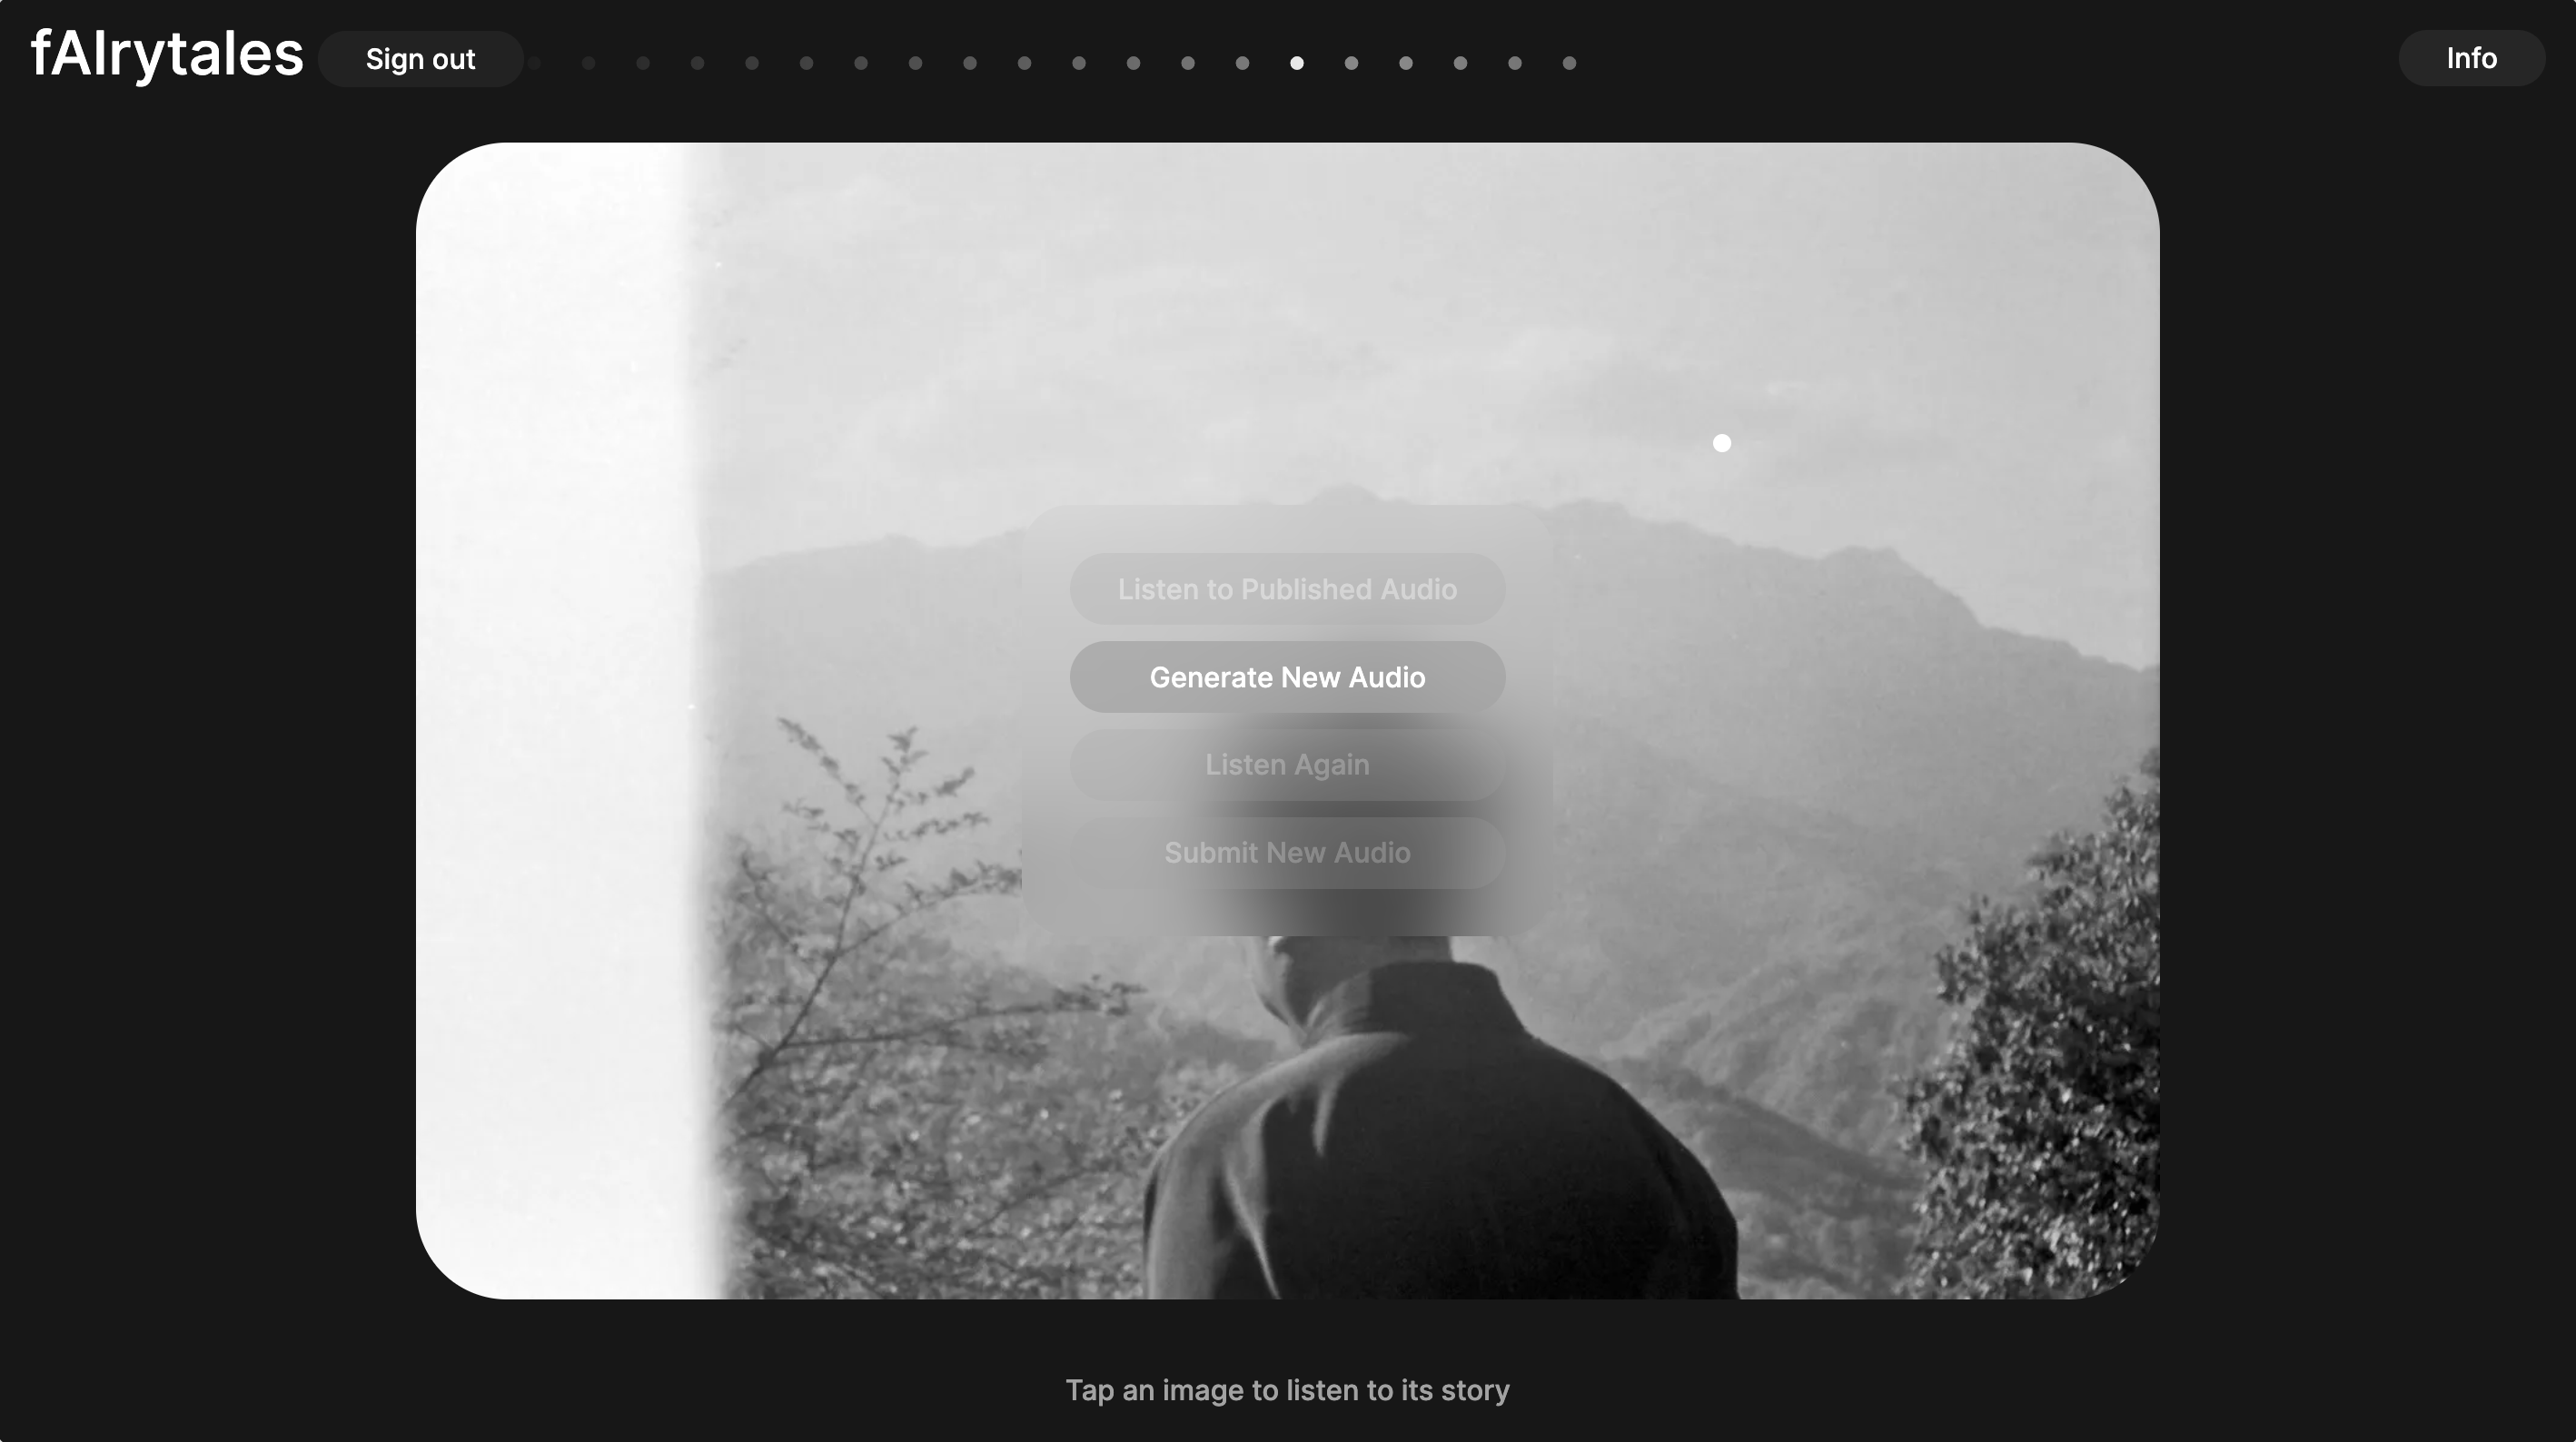 fAIrytales
Sign out
Info
Listen to Published Audio
Generate New Audio
Listen Again
Submit New Audio
Tap an image to listen to its story